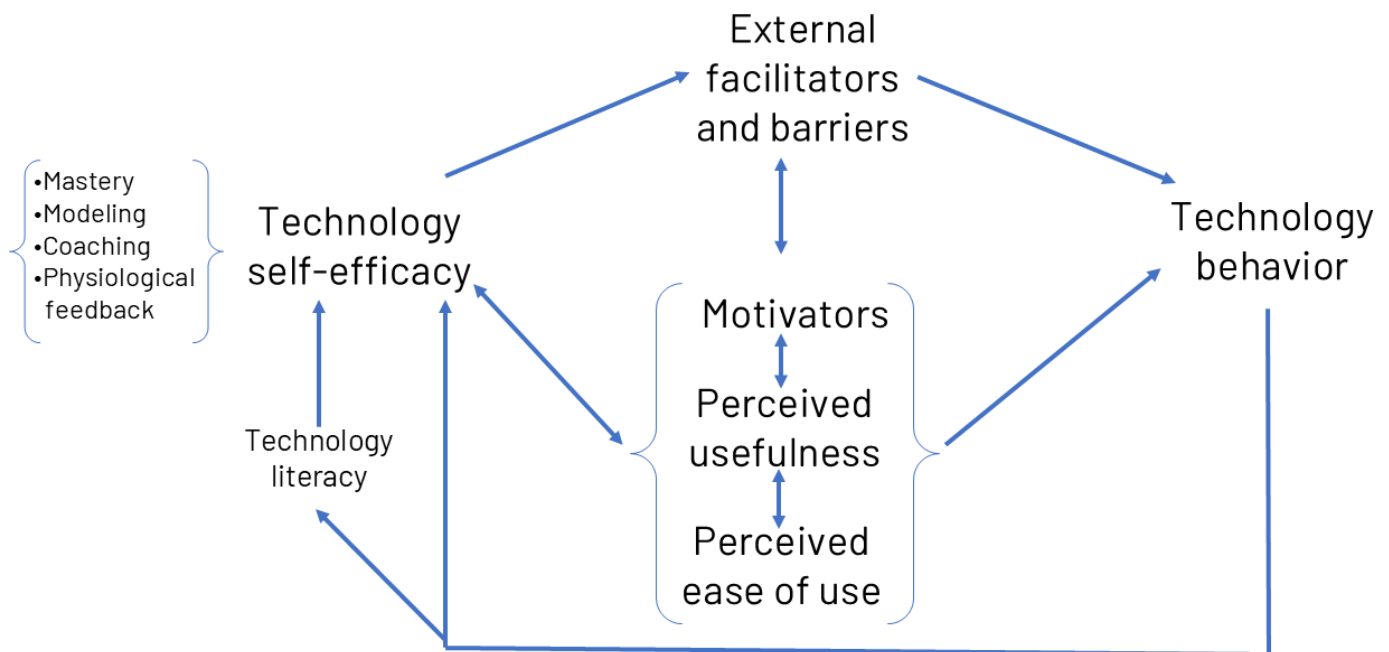 External
facilitators
and barriers
•Mastery
•Modeling
•Coaching
•Physiological
feedback
Technology
self-efficacy
Technology
behavior
Motivators
Perceived
usefulness
Technology
literacy
Perceived
ease of use